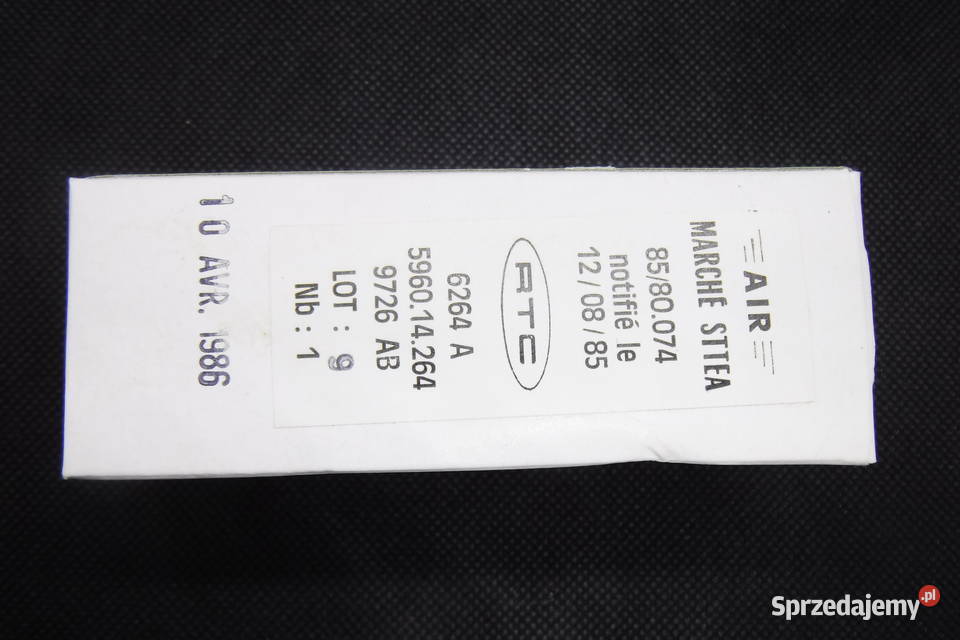 AIR
MARCHÉ STTEA
85/80.074
notifié le
12/08/85
RTC
6264 A
5960.14.264
9726 AB
LOT : 9
Nb : 1
10 AVR. 1986
Sprzedajemy.pl